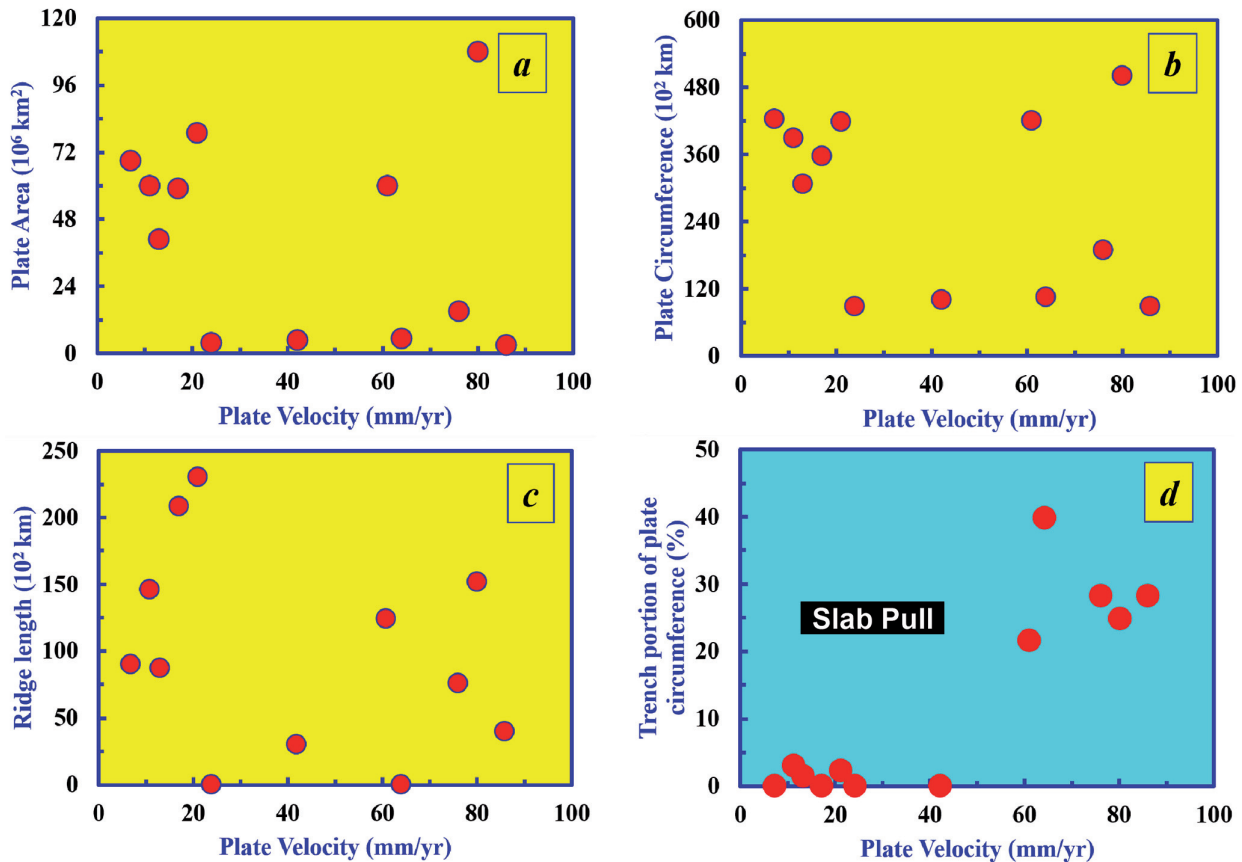 120
96
72
48
24
0
Plate Area (10⁶ km²)
a
0 20 40 60 80 100
Plate Velocity (mm/yr)
600
480
360
240
120
0
Plate Circumference (10² km)
b
0 20 40 60 80 100
Plate Velocity (mm/yr)
250
200
150
100
50
0
Ridge length (10² km)
c
0 20 40 60 80 100
Plate Velocity (mm/yr)
50
40
30
20
10
0
Trench portion of plate
circumference (%)
d
Slab Pull
0 20 40 60 80 100
Plate Velocity (mm/yr)